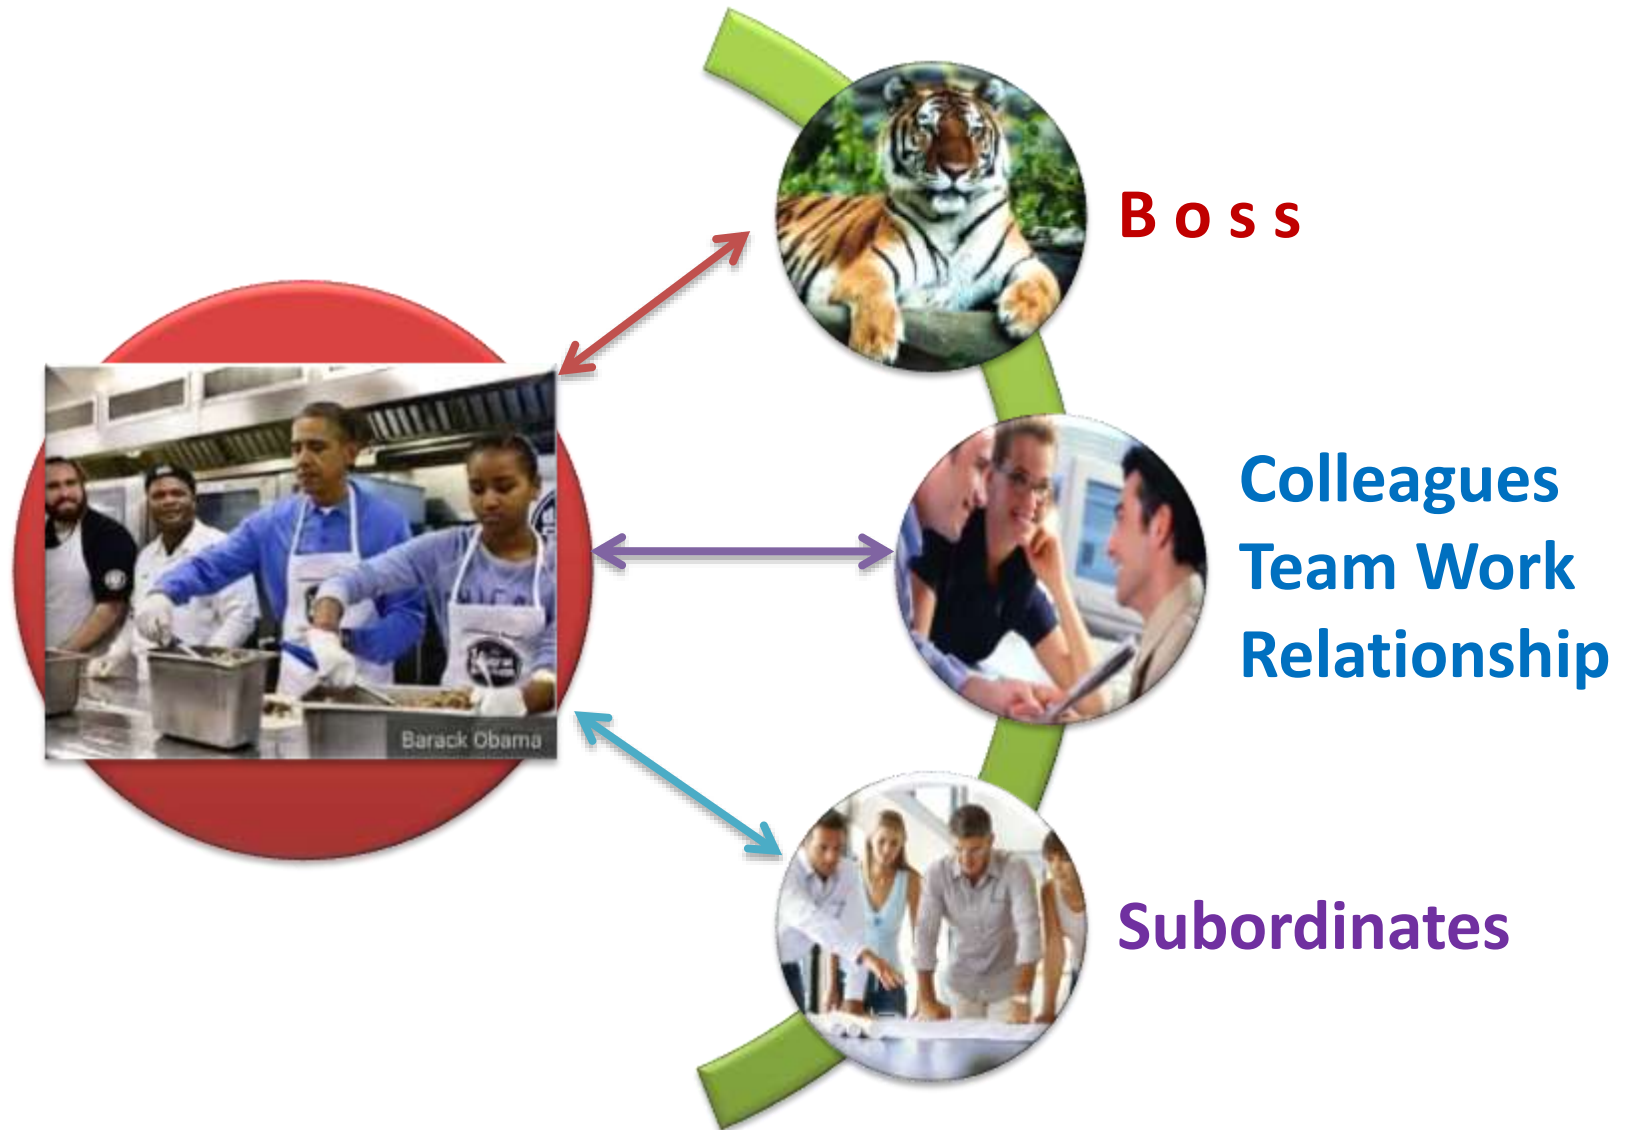 B o s s
Colleagues
Team Work
Relationship
Barack Obama
Subordinates